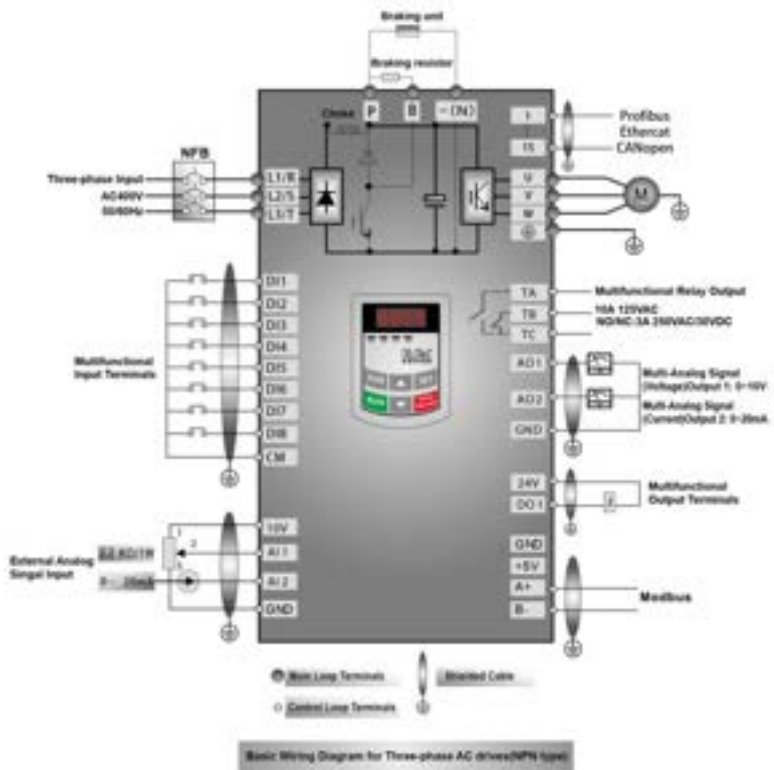 Braking unit
Braking resistor
P
B
-(N)
Choke
NFB
Three-phase Input
AC400V
50/60Hz
L1/R
L2/S
L3/T
1
15
Profibus
Ethercat
CANopen
U
V
W
M
Multifunctional
Input Terminals
DI1
DI2
DI3
DI4
DI5
DI6
DI7
DI8
CM
TA
TB
TC
Multifunctional Relay Output
10A 125VAC
NO/NC:3A 250VAC/30VDC
AO1
AO2
GND
Multi-Analog Signal
(Voltage)Output 1: 0~10V
Multi-Analog Signal
(Current)Output 2: 0~20mA
24V
DO1
Multifunctional
Output Terminals
External Analog
Singal Input
1
2
10V
AI1
AI2
GND
GND
+5V
A+
B-
Modbus
Main Loop Terminals
Control Loop Terminals
Shielded Cable
Basic Wiring Diagram for Three-phase AC drives(NPN type)